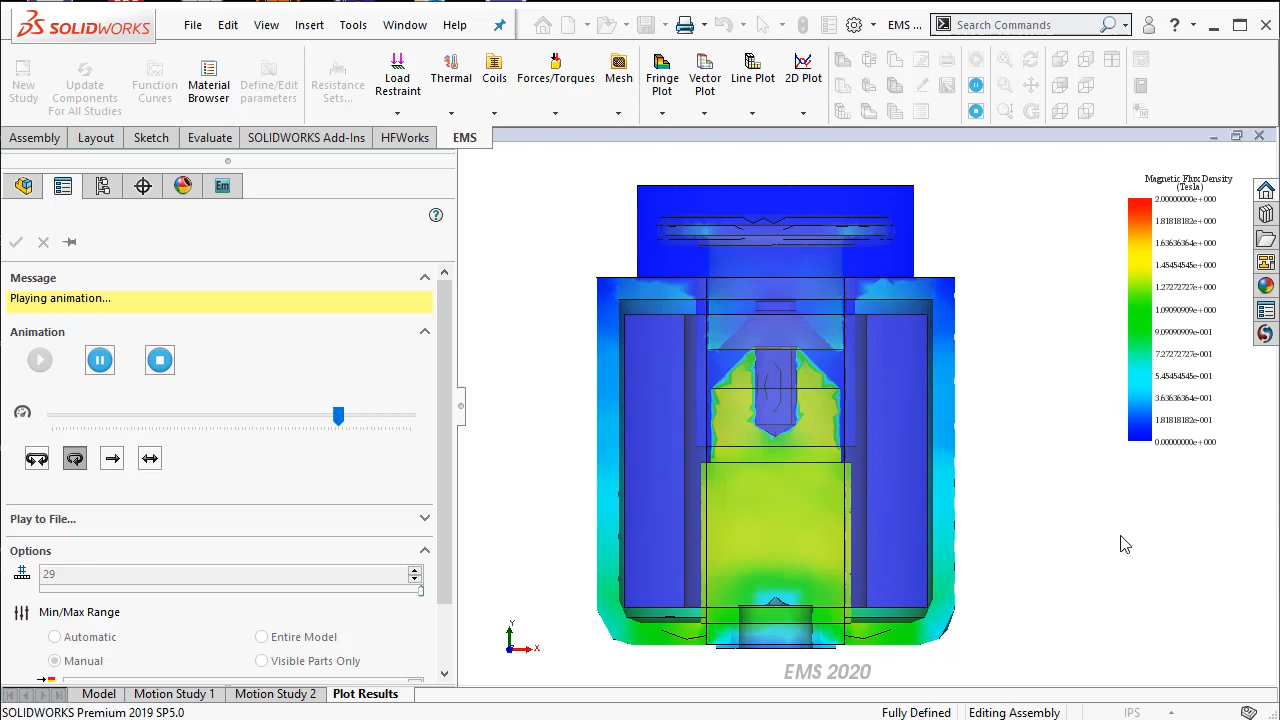 SOLIDWORKS
File Edit View Insert Tools Window Help
EMS ...
Search Commands
New Study
Update Components For All Studies
Function Curves
Material Browser
Define/Edit parameters
Resistance Sets...
Load Restraint
Thermal
Coils
Forces/Torques
Mesh
Fringe Plot
Vector Plot
Line Plot
2D Plot
Assembly Layout Sketch Evaluate SOLIDWORKS Add-Ins HFWorks EMS
Em
Message
Playing animation...
Animation
Play to File...
Options
29
Min/Max Range
Automatic Entire Model
Manual Visible Parts Only
Magnetic Flux Density
(Tesla)
2.00000000e+000
1.81818182e+000
1.63636364e+000
1.45454545e+000
1.27272727e+000
1.09090909e+000
9.09090909e-001
7.27272727e-001
5.45454545e-001
3.63636364e-001
1.81818182e-001
0.00000000e+000
Y
X
EMS 2020
Model Motion Study 1 Motion Study 2 Plot Results
SOLIDWORKS Premium 2019 SP5.0
Fully Defined Editing Assembly IPS